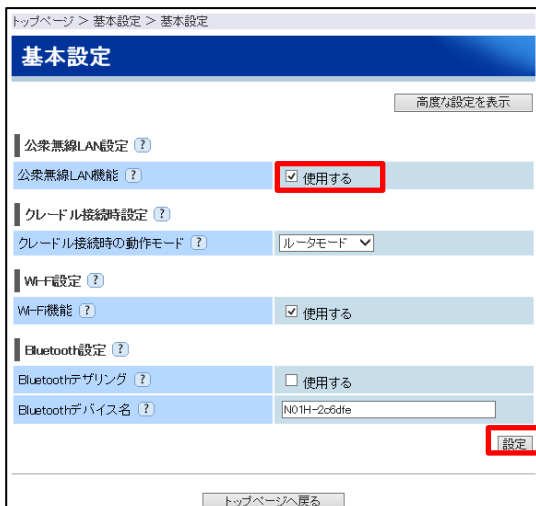 トップページ > 基本設定 > 基本設定
基本設定
高度な設定を表示
公衆無線LAN設定 ?
公衆無線LAN機能 ? 使用する
クレードル接続時設定 ?
クレードル接続時の動作モード ? ルータモード
Wi-Fi設定 ?
Wi-Fi機能 ? 使用する
Bluetooth設定 ?
Bluetoothテザリング ? 使用する
Bluetoothデバイス名 ? N01H-2c6dfe
設定
トップページへ戻る